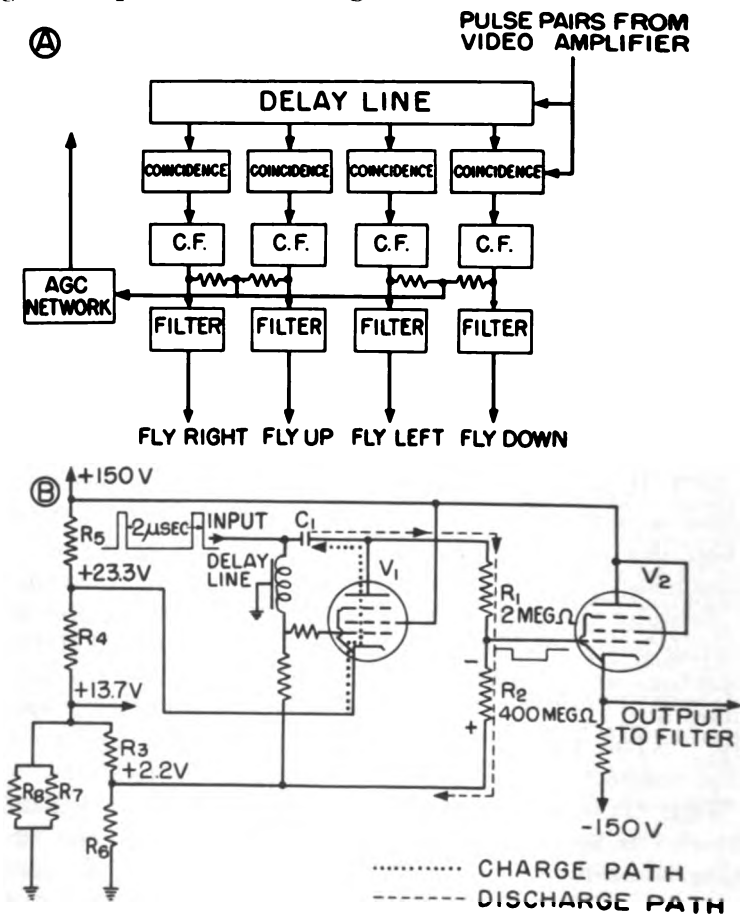 A
PULSE PAIRS FROM
VIDEO AMPLIFIER
DELAY LINE
COINCIDENCE COINCIDENCE COINCIDENCE COINCIDENCE
C.F. C.F. C.F. C.F.
AGC
NETWORK
FILTER FILTER FILTER FILTER
FLY RIGHT FLY UP FLY LEFT FLY DOWN
B
+150 V
2μSEC
INPUT
C1
R5
DELAY
LINE
V1
V2
+23.3V
R1
2 MEGΩ
R4
-
+13.7V
R2
400 MEGΩ
OUTPUT
TO FILTER
+
R3
+2.2V
R8 R7
R6
-150 V
CHARGE PATH
DISCHARGE PATH